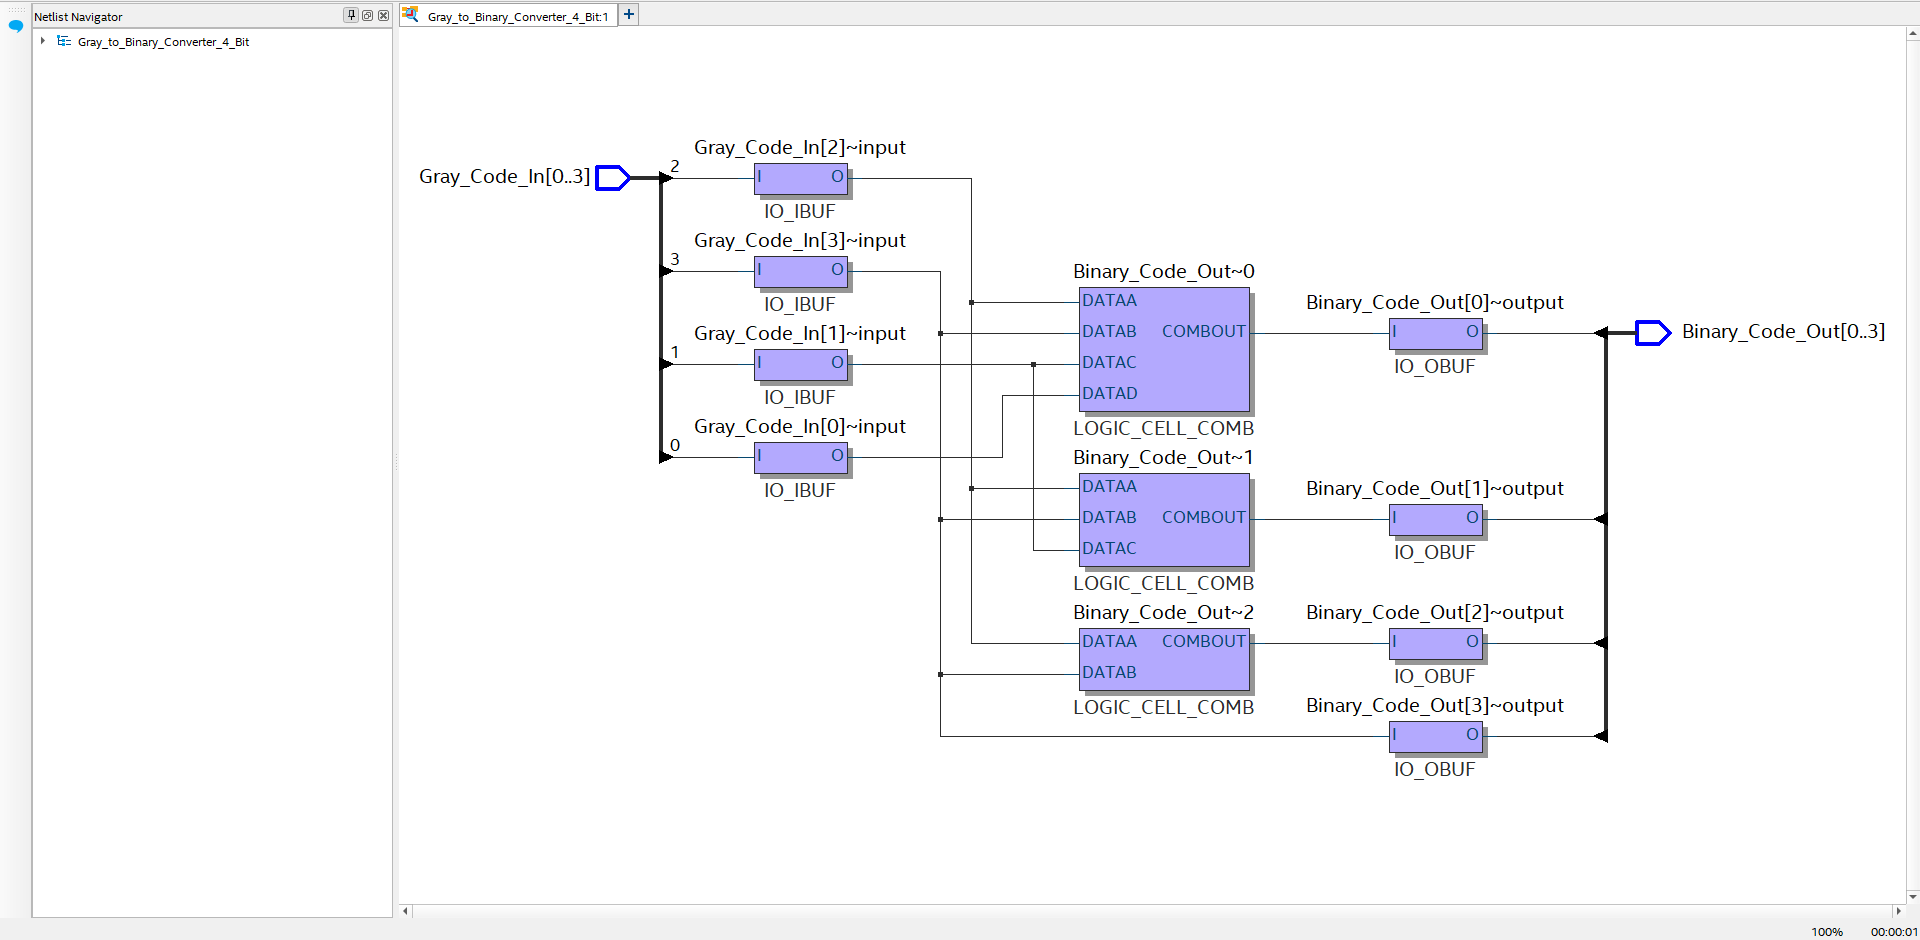 Netlist Navigator
Gray_to_Binary_Converter_4_Bit:1
Gray_to_Binary_Converter_4_Bit
Gray_Code_In[0..3]
2
Gray_Code_In[2]~input
I O
IO_IBUF
3
Gray_Code_In[3]~input
I O
IO_IBUF
1
Gray_Code_In[1]~input
I O
IO_IBUF
0
Gray_Code_In[0]~input
I O
IO_IBUF
Binary_Code_Out~0
DATAA
DATAB COMBOUT
DATAC
DATAD
LOGIC_CELL_COMB
Binary_Code_Out~1
DATAA
DATAB COMBOUT
DATAC
LOGIC_CELL_COMB
Binary_Code_Out~2
DATAA COMBOUT
DATAB
LOGIC_CELL_COMB
Binary_Code_Out[0]~output
I O
IO_OBUF
Binary_Code_Out[1]~output
I O
IO_OBUF
Binary_Code_Out[2]~output
I O
IO_OBUF
Binary_Code_Out[3]~output
I O
IO_OBUF
Binary_Code_Out[0..3]
100% 00:00:01